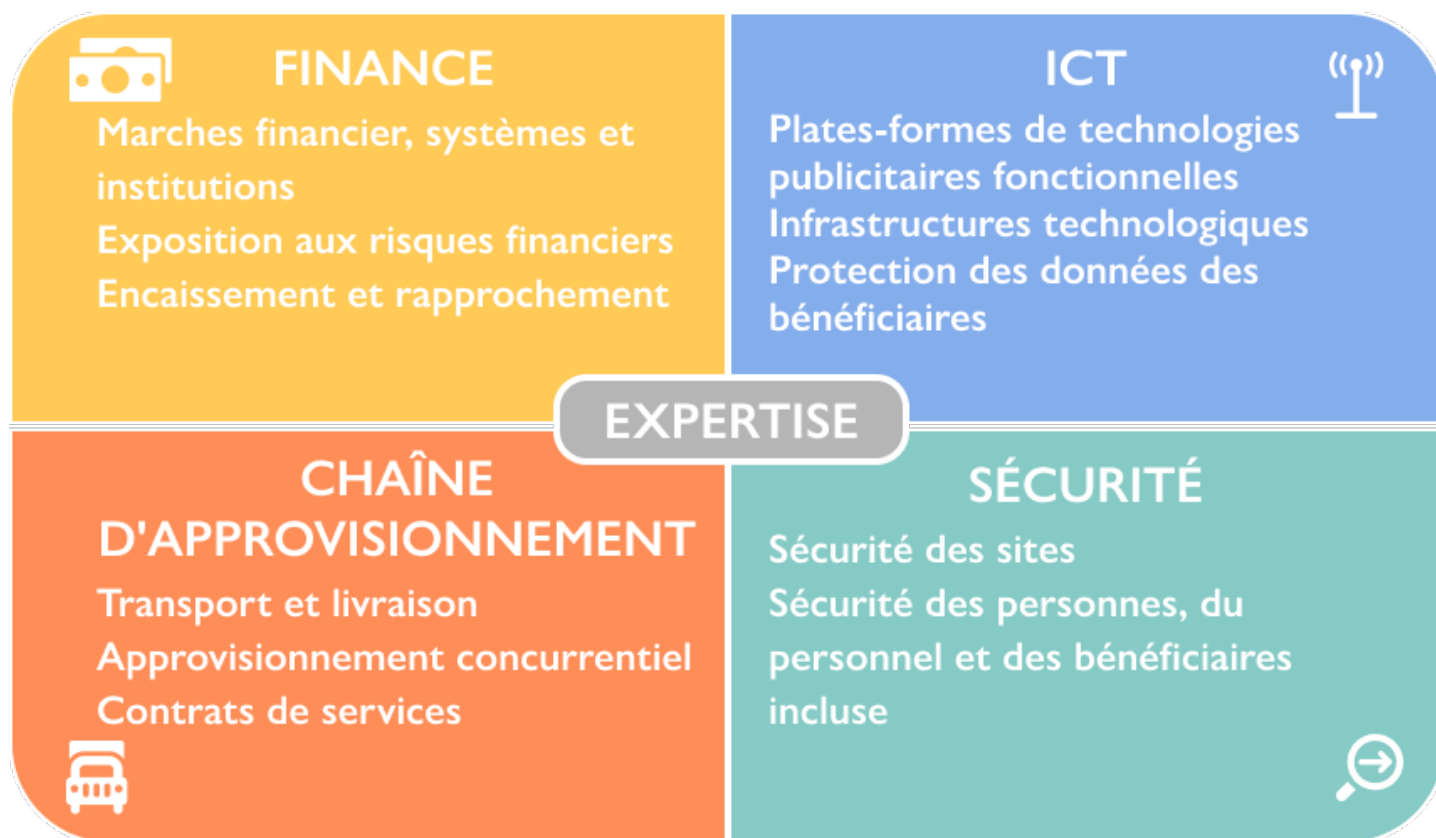 FINANCE
Marches financier, systèmes et
institutions
Exposition aux risques financiers
Encaissement et rapprochement
ICT
Plates-formes de technologies
publicitaires fonctionnelles
Infrastructures technologiques
Protection des données des
bénéficiaires
EXPERTISE
CHAÎNE
D'APPROVISIONNEMENT
Transport et livraison
Approvisionnement concurrentiel
Contrats de services
SÉCURITÉ
Sécurité des sites
Sécurité des personnes, du
personnel et des bénéficiaires
incluse